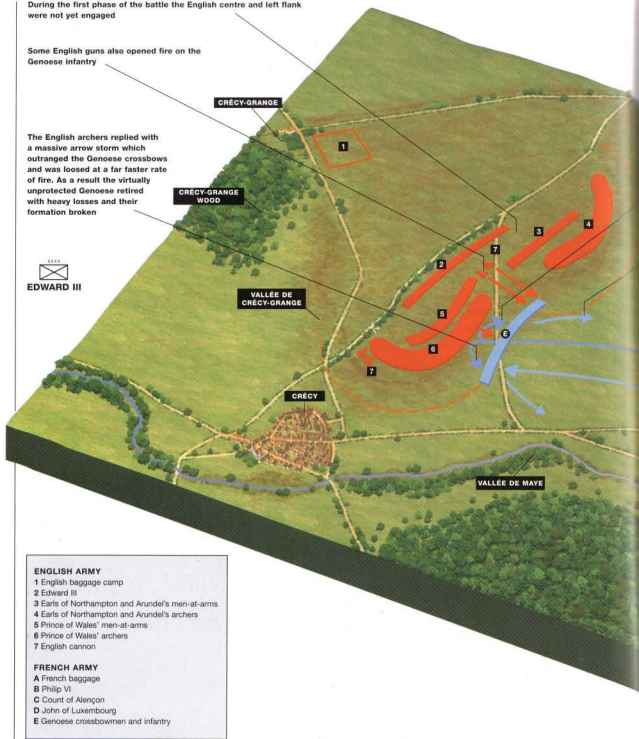 During the first phase of the battle the English centre and left flank
were not yet engaged
Some English guns also opened fire on the
Genoese infantry
CRÉCY-GRANGE
1
The English archers replied with
a massive arrow storm which
outranged the Genoese crossbows
and was loosed at a far faster rate
of fire. As a result the virtually
unprotected Genoese retired
with heavy losses and their
formation broken
CRÉCY-GRANGE
WOOD
4
3
7
2
XXXX
EDWARD III
VALLÉE DE
CRÉCY-GRANGE
5
E
6
7
CRÉCY
VALLÉE DE MAYE
ENGLISH ARMY
1 English baggage camp
2 Edward III
3 Earls of Northampton and Arundel's men-at-arms
4 Earls of Northampton and Arundel's archers
5 Prince of Wales' men-at-arms
6 Prince of Wales' archers
7 English cannon
FRENCH ARMY
A French baggage
B Philip VI
C Count of Alençon
D John of Luxembourg
E Genoese crossbowmen and infantry